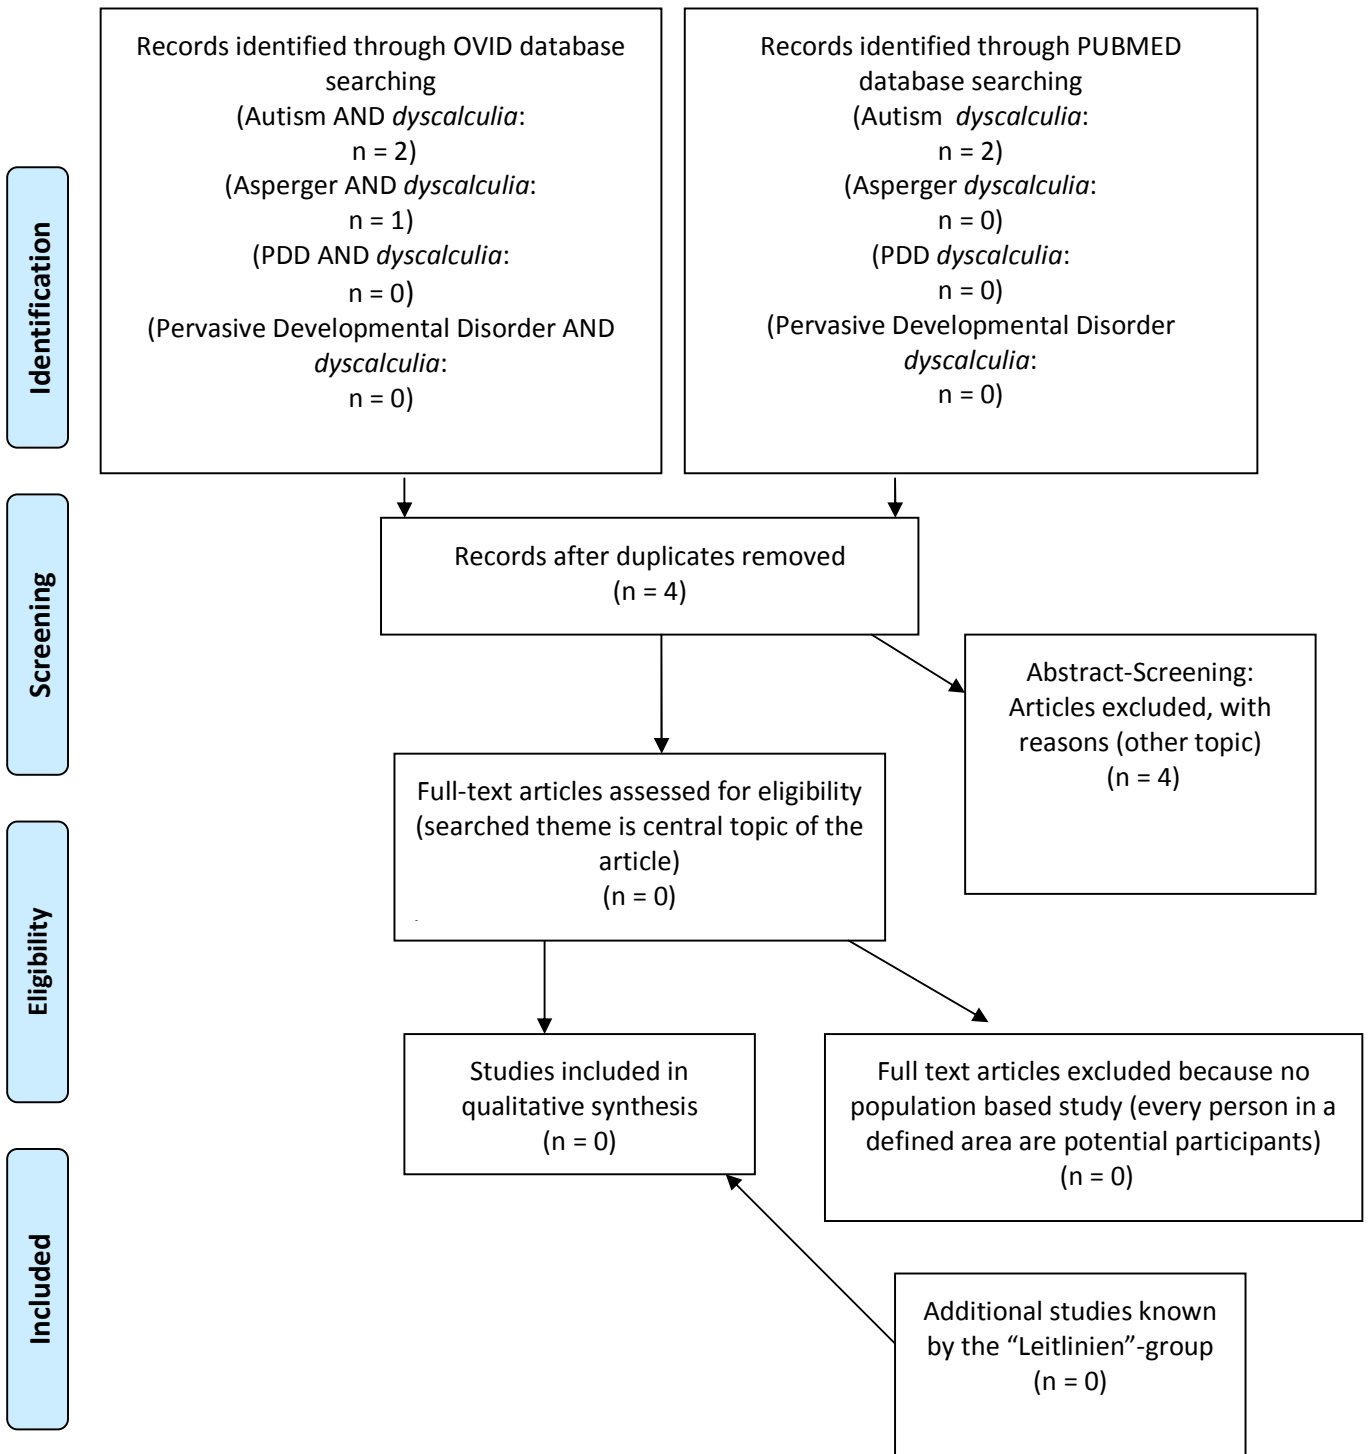 Records identified through OVID database
searching
(Autism AND dyscalculia:
n = 2)
(Asperger AND dyscalculia:
n = 1)
(PDD AND dyscalculia:
n = 0)
(Pervasive Developmental Disorder AND
dyscalculia:
n = 0)
Records identified through PUBMED
database searching
(Autism dyscalculia:
n = 2)
(Asperger dyscalculia:
n = 0)
(PDD dyscalculia:
n = 0)
(Pervasive Developmental Disorder
dyscalculia:
n = 0)
Identification
Records after duplicates removed
(n = 4)
Screening
Abstract-Screening:
Articles excluded, with
reasons (other topic)
(n = 4)
Full-text articles assessed for eligibility
(searched theme is central topic of the
article)
(n = 0)
Eligibility
Studies included in
qualitative synthesis
(n = 0)
Full text articles excluded because no
population based study (every person in a
defined area are potential participants)
(n = 0)
Included
Additional studies known
by the “Leitlinien”-group
(n = 0)